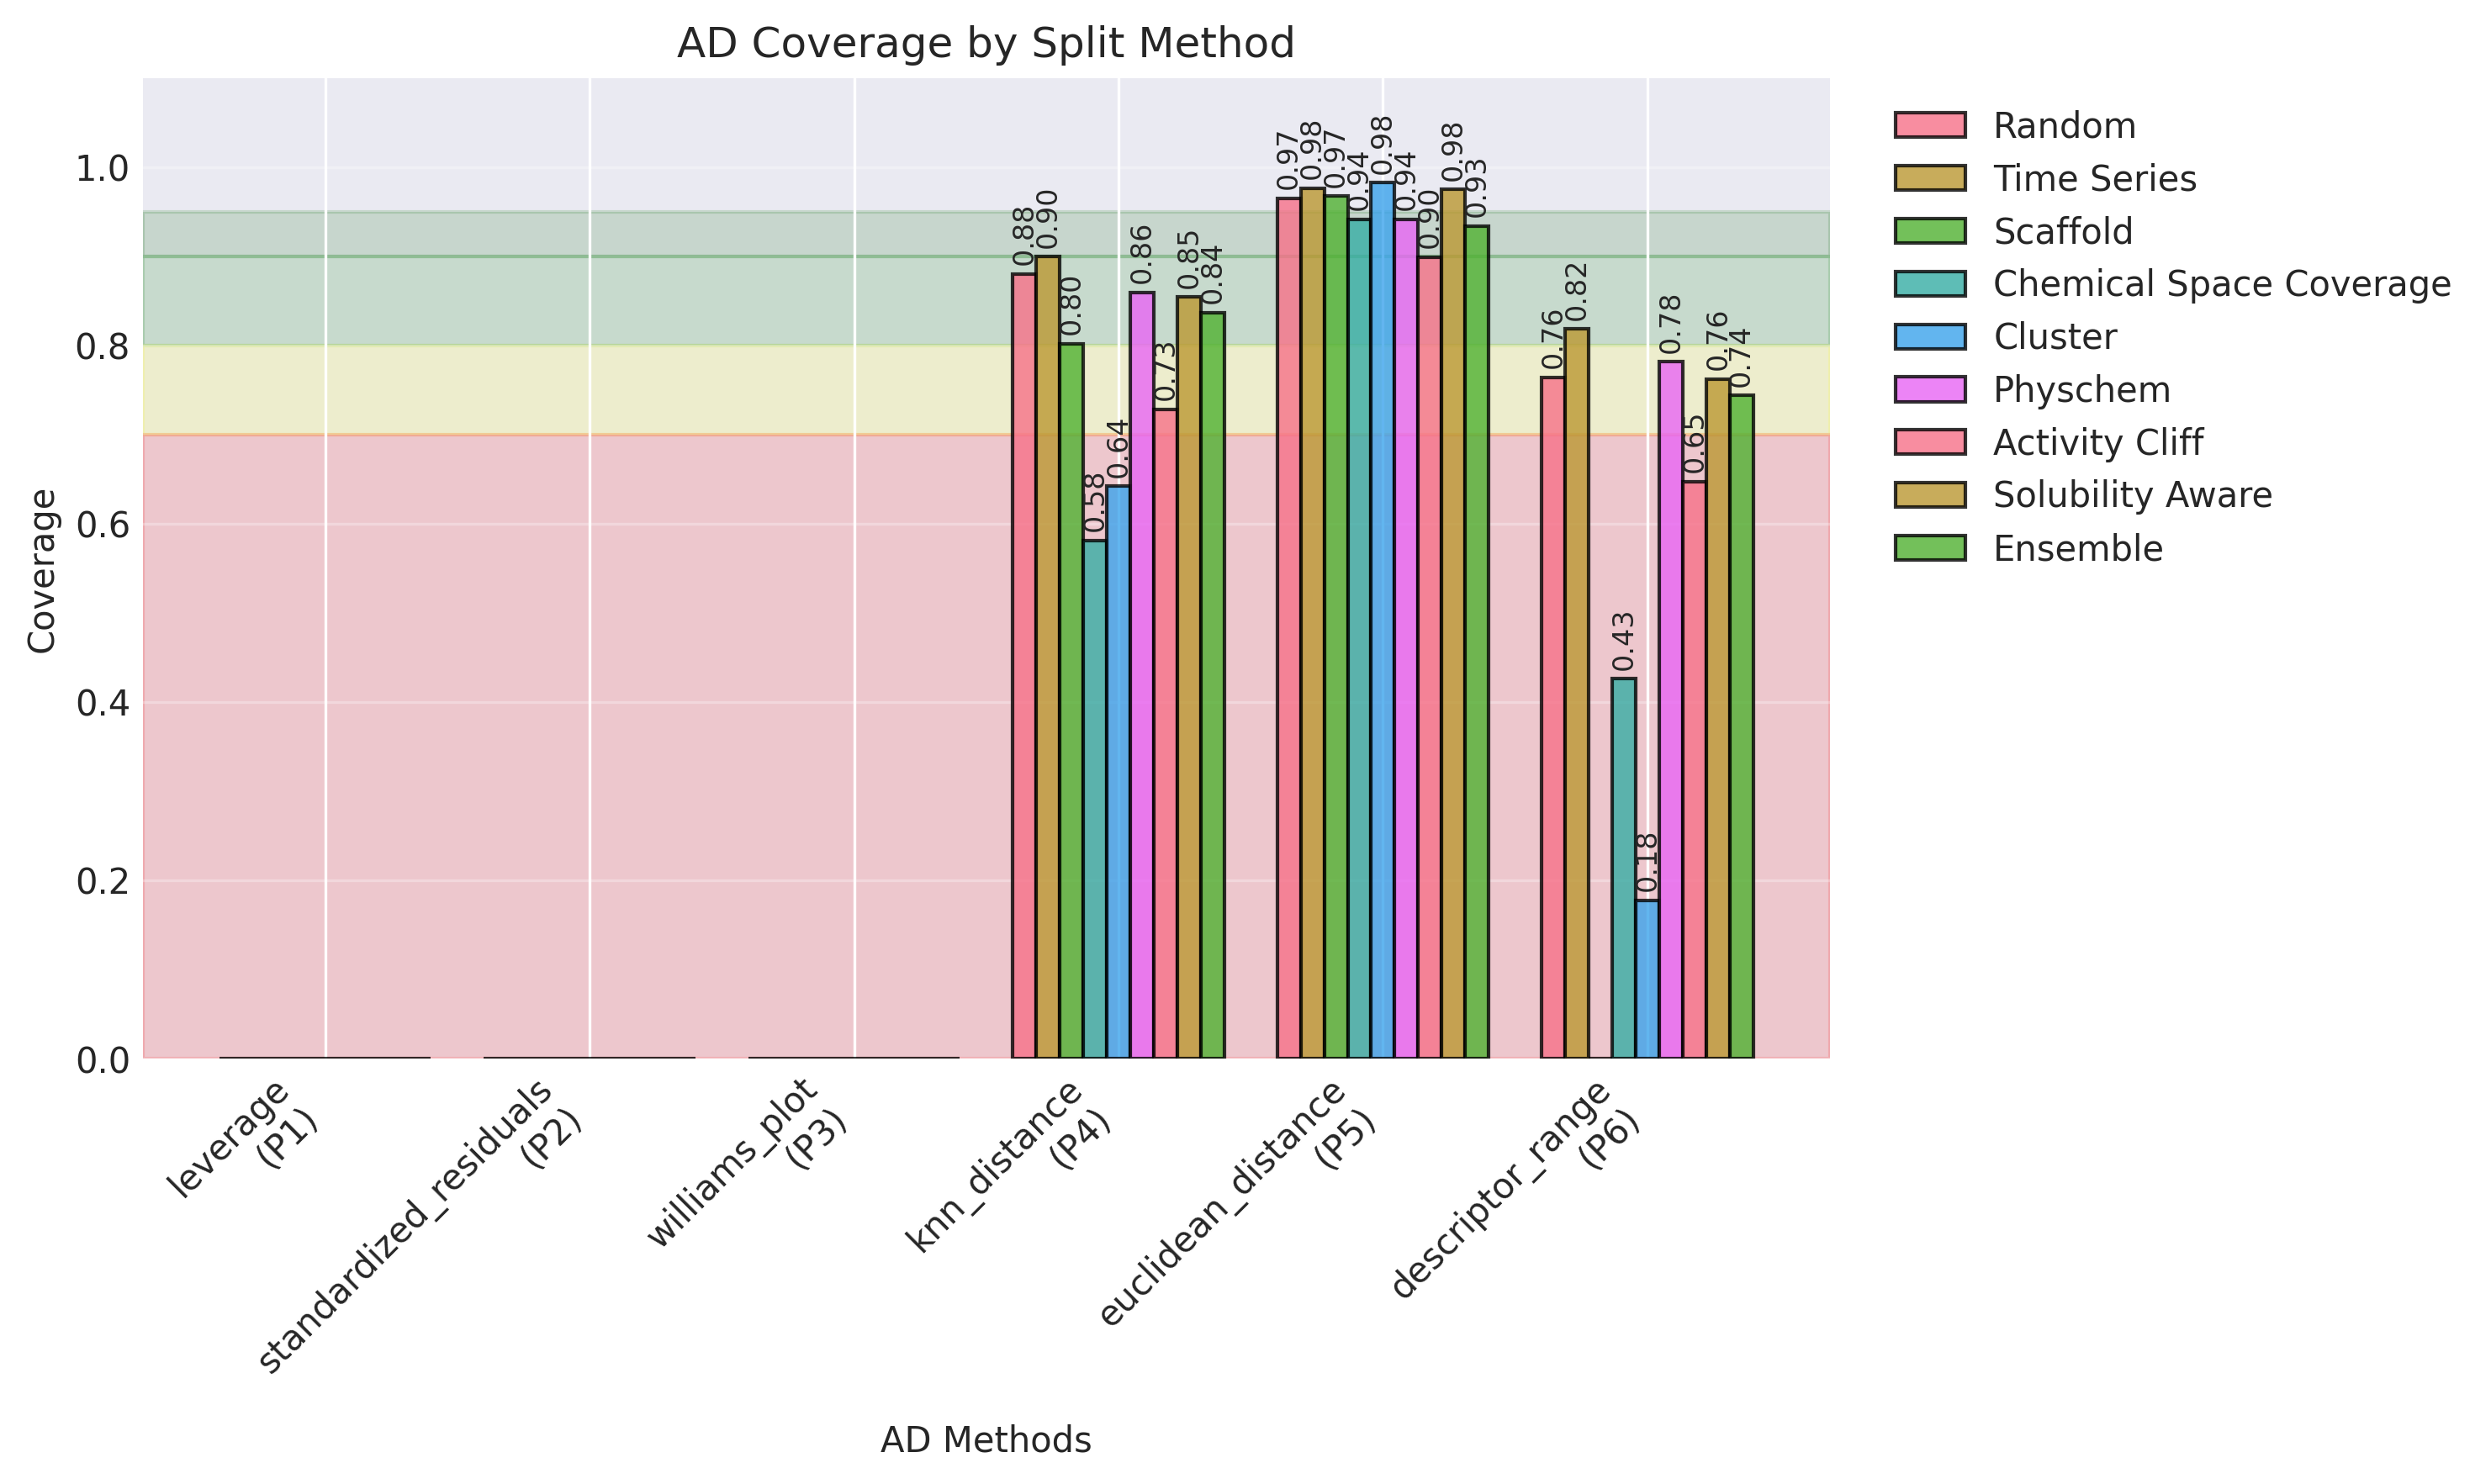 AD Coverage by Split Method
Coverage
1.0
0.8
0.6
0.4
0.2
0.0
0.88
0.90
0.80
0.58
0.64
0.86
0.73
0.85
0.84
0.97
0.98
0.97
0.94
0.98
0.94
0.90
0.98
0.93
0.76
0.82
0.43
0.18
0.78
0.65
0.76
0.74
leverage
(P1)
standardized_residuals
(P2)
williams_plot
(P3)
knn_distance
(P4)
euclidean_distance
(P5)
descriptor_range
(P6)
AD Methods
Random
Time Series
Scaffold
Chemical Space Coverage
Cluster
Physchem
Activity Cliff
Solubility Aware
Ensemble